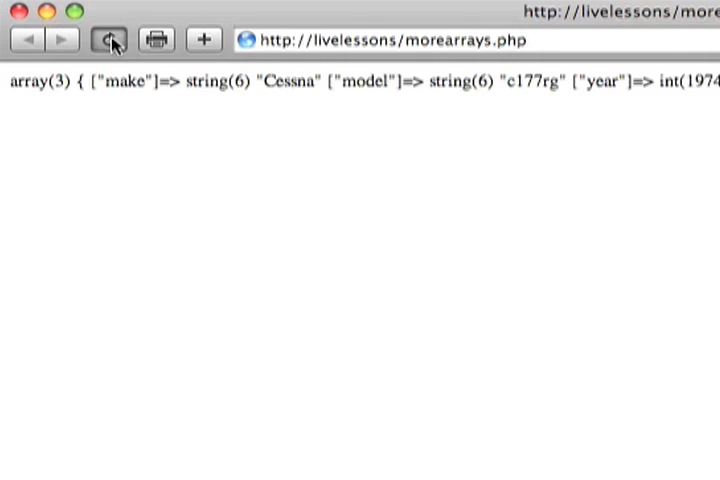 http://livelessons/more
http://livelessons/morearrays.php
array(3) { ["make"]=> string(6) "Cessna" ["model"]=> string(6) "c177rg" ["year"]=> int(1974